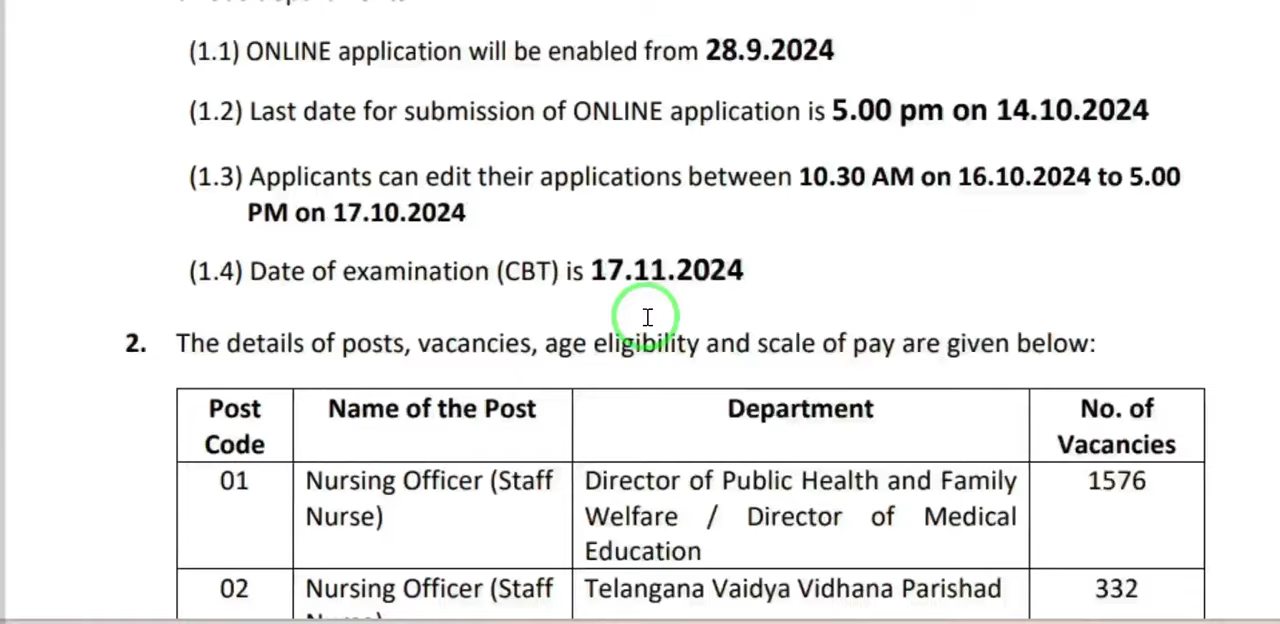 (1.1) ONLINE application will be enabled from 28.9.2024
(1.2) Last date for submission of ONLINE application is 5.00 pm on 14.10.2024
(1.3) Applicants can edit their applications between 10.30 AM on 16.10.2024 to 5.00
PM on 17.10.2024
(1.4) Date of examination (CBT) is 17.11.2024
2. The details of posts, vacancies, age eligibility and scale of pay are given below:
Post Code
Name of the Post
Department
No. of Vacancies
01
Nursing Officer (Staff
Nurse)
Director of Public Health and Family
Welfare / Director of Medical
Education
1576
02
Nursing Officer (Staff
Telangana Vaidya Vidhana Parishad
332